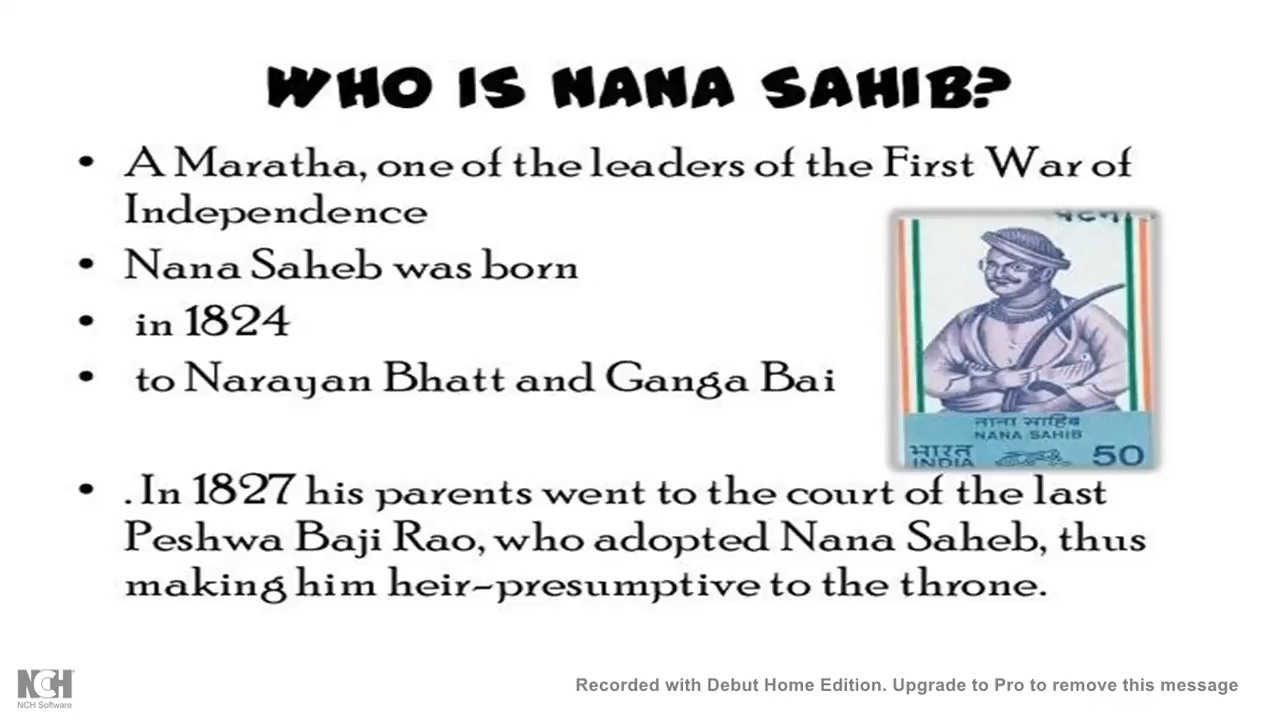 WHO IS NANA SAHIB?
• A Maratha, one of the leaders of the First War of
Independence
• Nana Saheb was born
• in 1824
• to Narayan Bhatt and Ganga Bai
नाना साहिब
NANA SAHIB
भारत
INDIA
50
• . In 1827 his parents went to the court of the last
Peshwa Baji Rao, who adopted Nana Saheb, thus
making him heir-presumptive to the throne.
NCH
NCH Software
Recorded with Debut Home Edition. Upgrade to Pro to remove this message